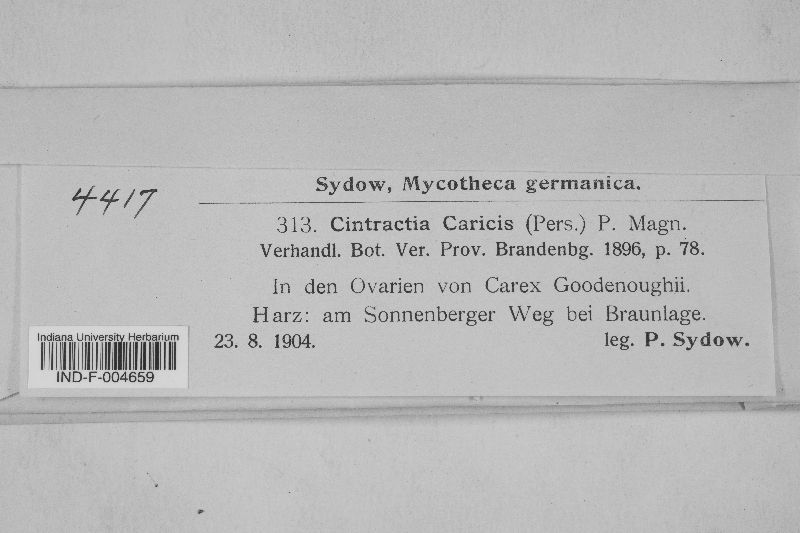 4417
Sydow, Mycotheca germanica.
313. Cintractia Caricis (Pers.) P. Magn.
Verhandl. Bot. Ver. Prov. Brandenbg. 1896, p. 78.
In den Ovarien von Carex Goodenoughii.
Harz: am Sonnenberger Weg bei Braunlage.
23. 8. 1904. leg. P. Sydow.
Indiana University Herbarium
IND-F-004659